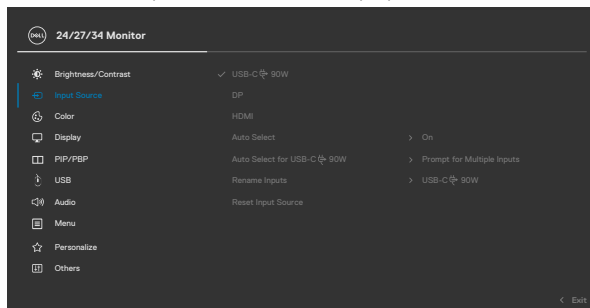 DELL
24/27/34 Monitor
Brightness/Contrast
Input Source
Color
Display
PIP/PBP
USB
Audio
Menu
Personalize
Others
USB-C 90W
DP
HDMI
Auto Select > On
Auto Select for USB-C 90W > Prompt for Multiple Inputs
Rename Inputs > USB-C 90W
Reset Input Source
< Exit